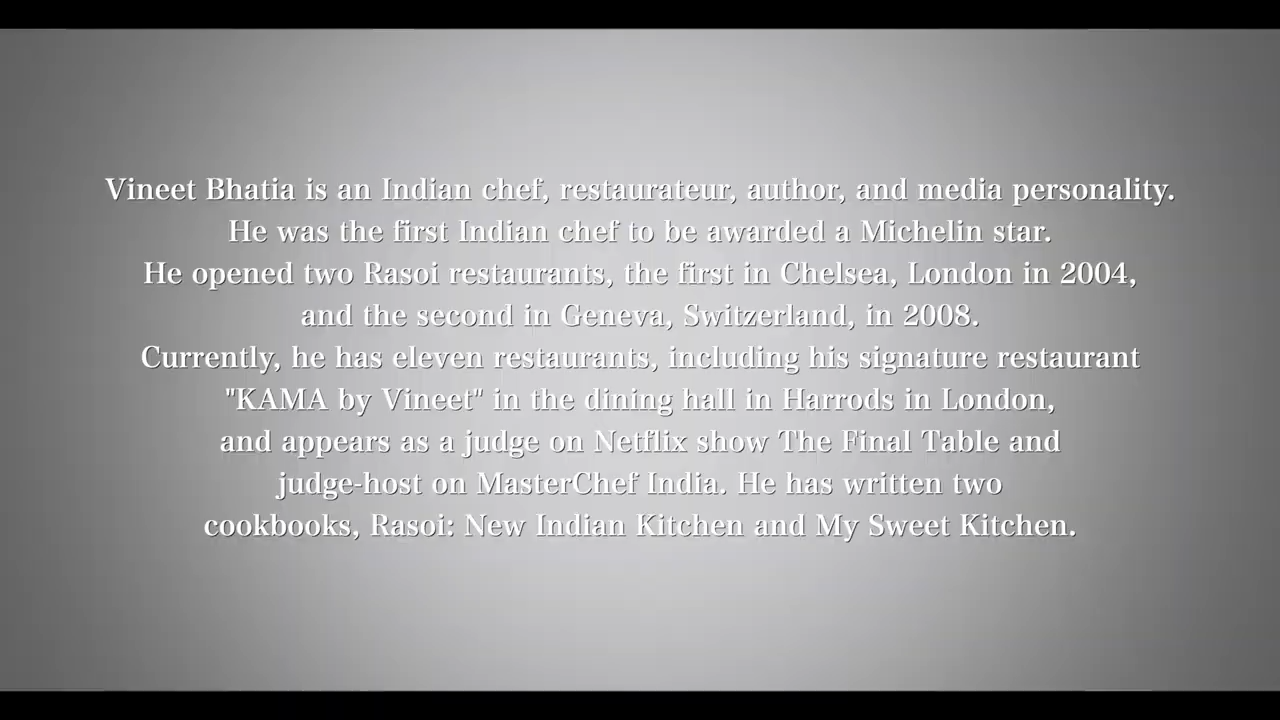 Vineet Bhatia is an Indian chef, restaurateur, author, and media personality.
He was the first Indian chef to be awarded a Michelin star.
He opened two Rasoi restaurants, the first in Chelsea, London in 2004,
and the second in Geneva, Switzerland, in 2008.
Currently, he has eleven restaurants, including his signature restaurant
"KAMA by Vineet" in the dining hall in Harrods in London,
and appears as a judge on Netflix show The Final Table and
judge-host on MasterChef India. He has written two
cookbooks, Rasoi: New Indian Kitchen and My Sweet Kitchen.